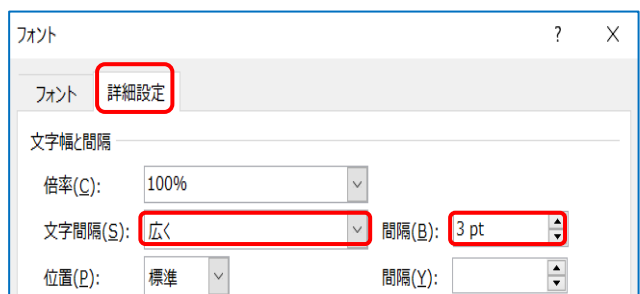 フォント ? X
フォント 詳細設定
文字幅と間隔
倍率(C): 100%
文字間隔(S): 広く 間隔(B): 3 pt
位置(P): 標準 間隔(Y):